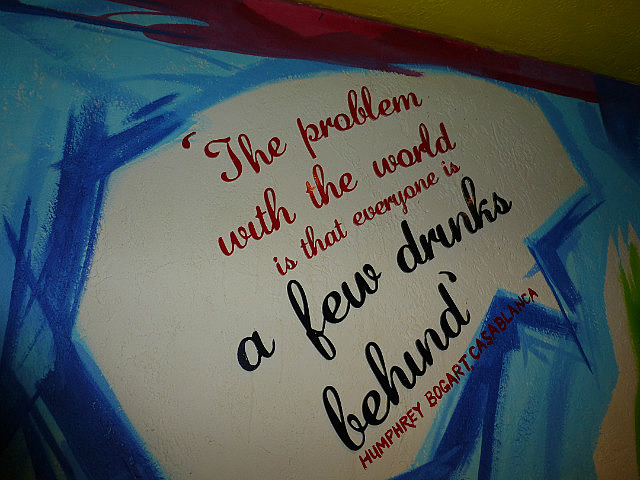 ‘The problem
with the world
is that everyone is
a few drinks
behind’
HUMPHREY BOGART, CASABLANCA